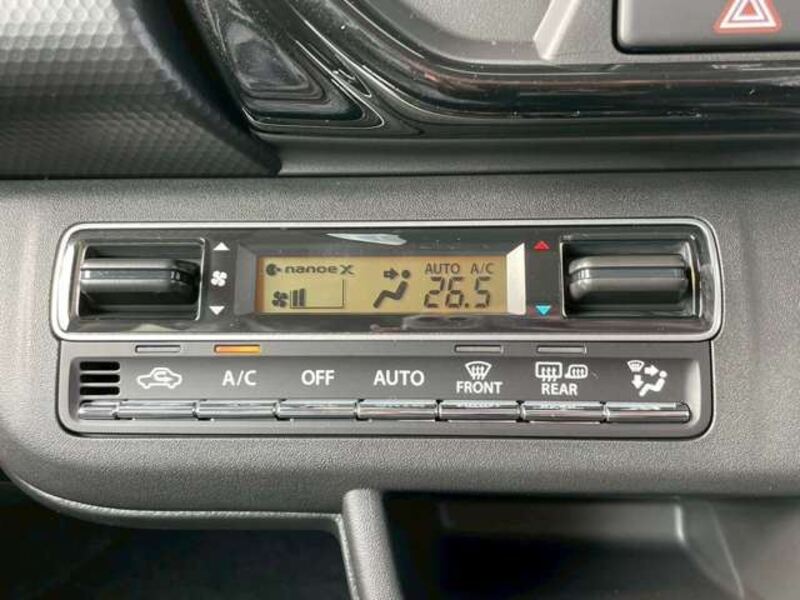 nanoe X
AUTO A/C
26.5
A/C OFF AUTO FRONT REAR